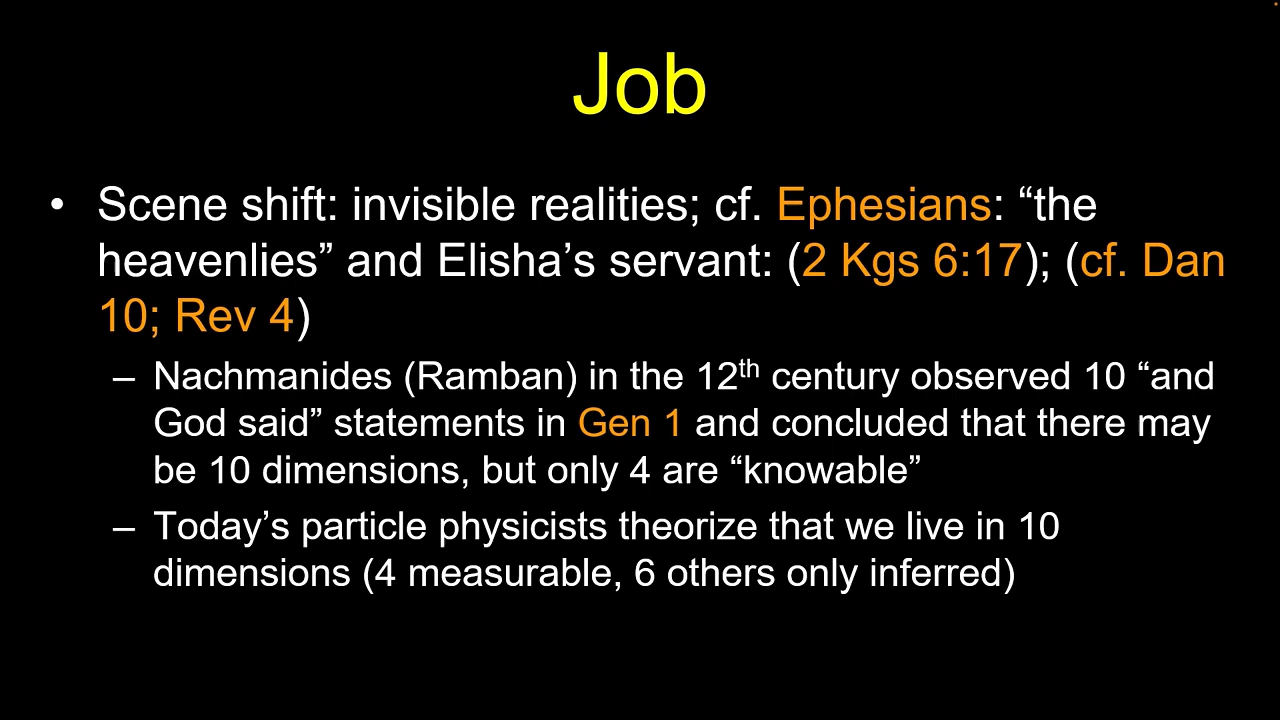 Job
• Scene shift: invisible realities; cf. Ephesians: “the
heavenlies” and Elisha’s servant: (2 Kgs 6:17); (cf. Dan
10; Rev 4)
– Nachmanides (Ramban) in the 12th century observed 10 “and
God said” statements in Gen 1 and concluded that there may
be 10 dimensions, but only 4 are “knowable”
– Today’s particle physicists theorize that we live in 10
dimensions (4 measurable, 6 others only inferred)